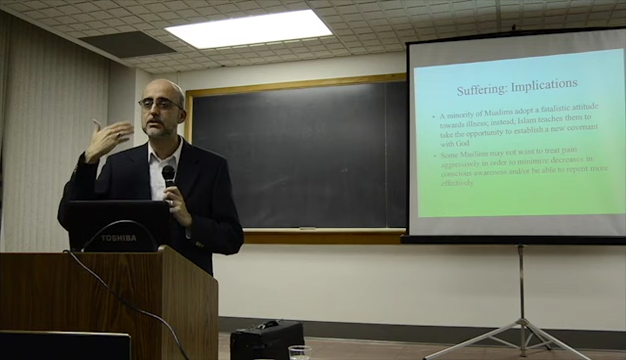 Suffering: Implications
• A minority of Muslims adopt a fatalistic attitude
towards illness; instead, Islam teaches them to
take the opportunity to establish a new covenant
with God
• Some Muslims may not want to treat pain
aggressively in order to minimize decreases in
conscious awareness and/or be able to repent more
effectively.
TOSHIBA